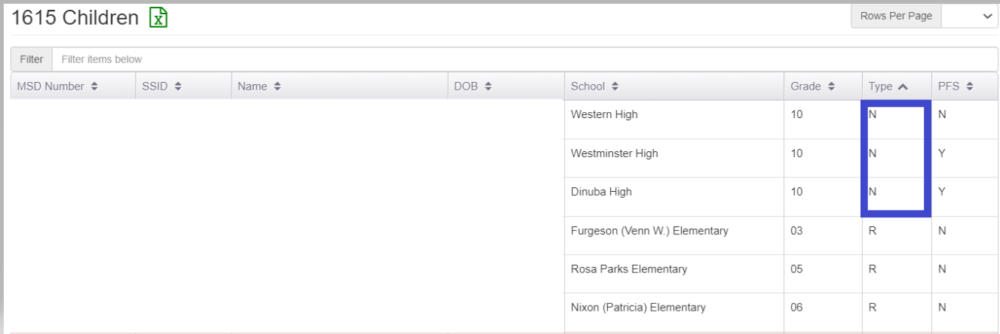 1615 Children
Rows Per Page
Filter Filter items below
MSD Number SSID Name DOB School Grade Type PFS
Western High 10 N N
Westminster High 10 N Y
Dinuba High 10 N Y
Furgeson (Venn W.) Elementary 03 R N
Rosa Parks Elementary 05 R N
Nixon (Patricia) Elementary 06 R N